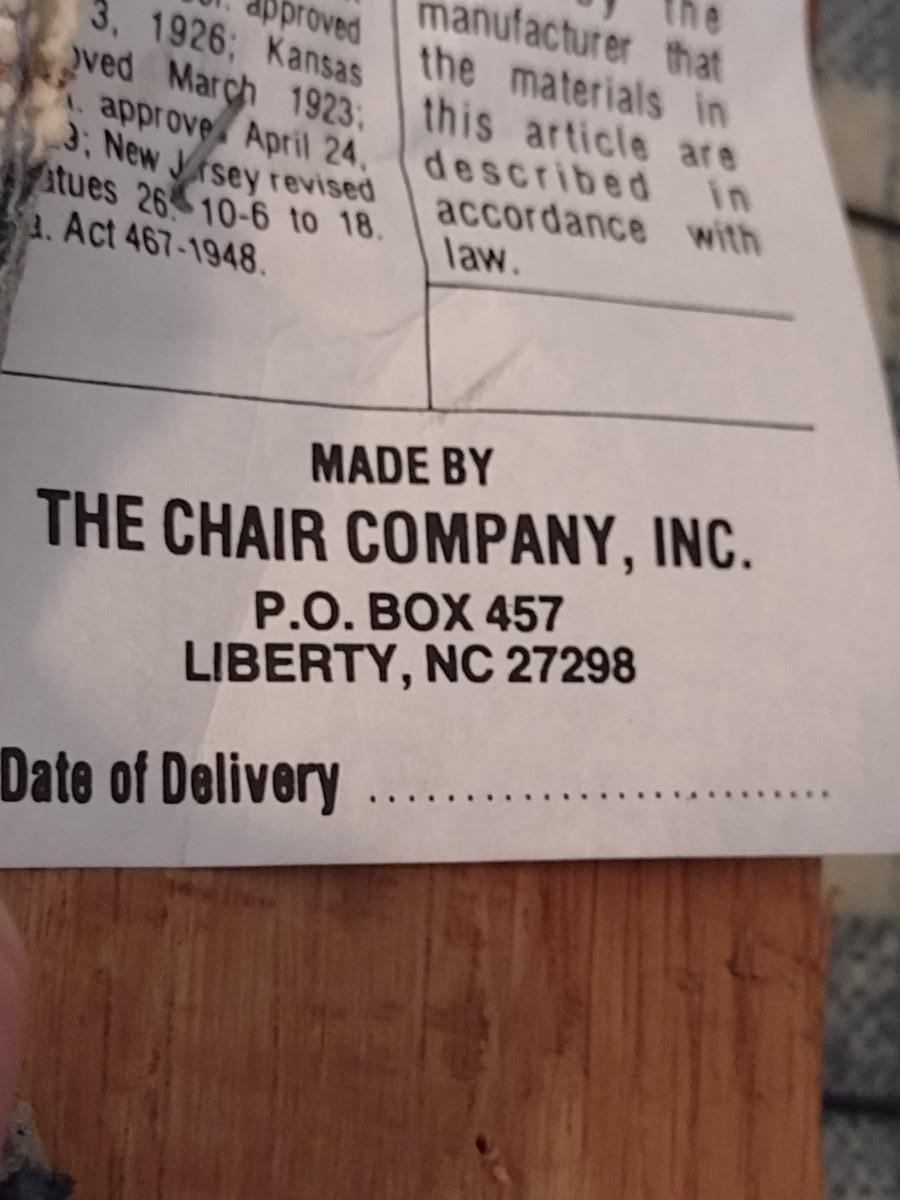 approved
3, 1926; Kansas
March 1923;
approved April 24,
New Jersey revised
26: 10-6 to 18.
Act 467-1948.
the
manufacturer that
the materials in
this article are
described in
accordance with
law.
MADE BY
THE CHAIR COMPANY, INC.
P.O. BOX 457
LIBERTY, NC 27298
Date of Delivery ..............................